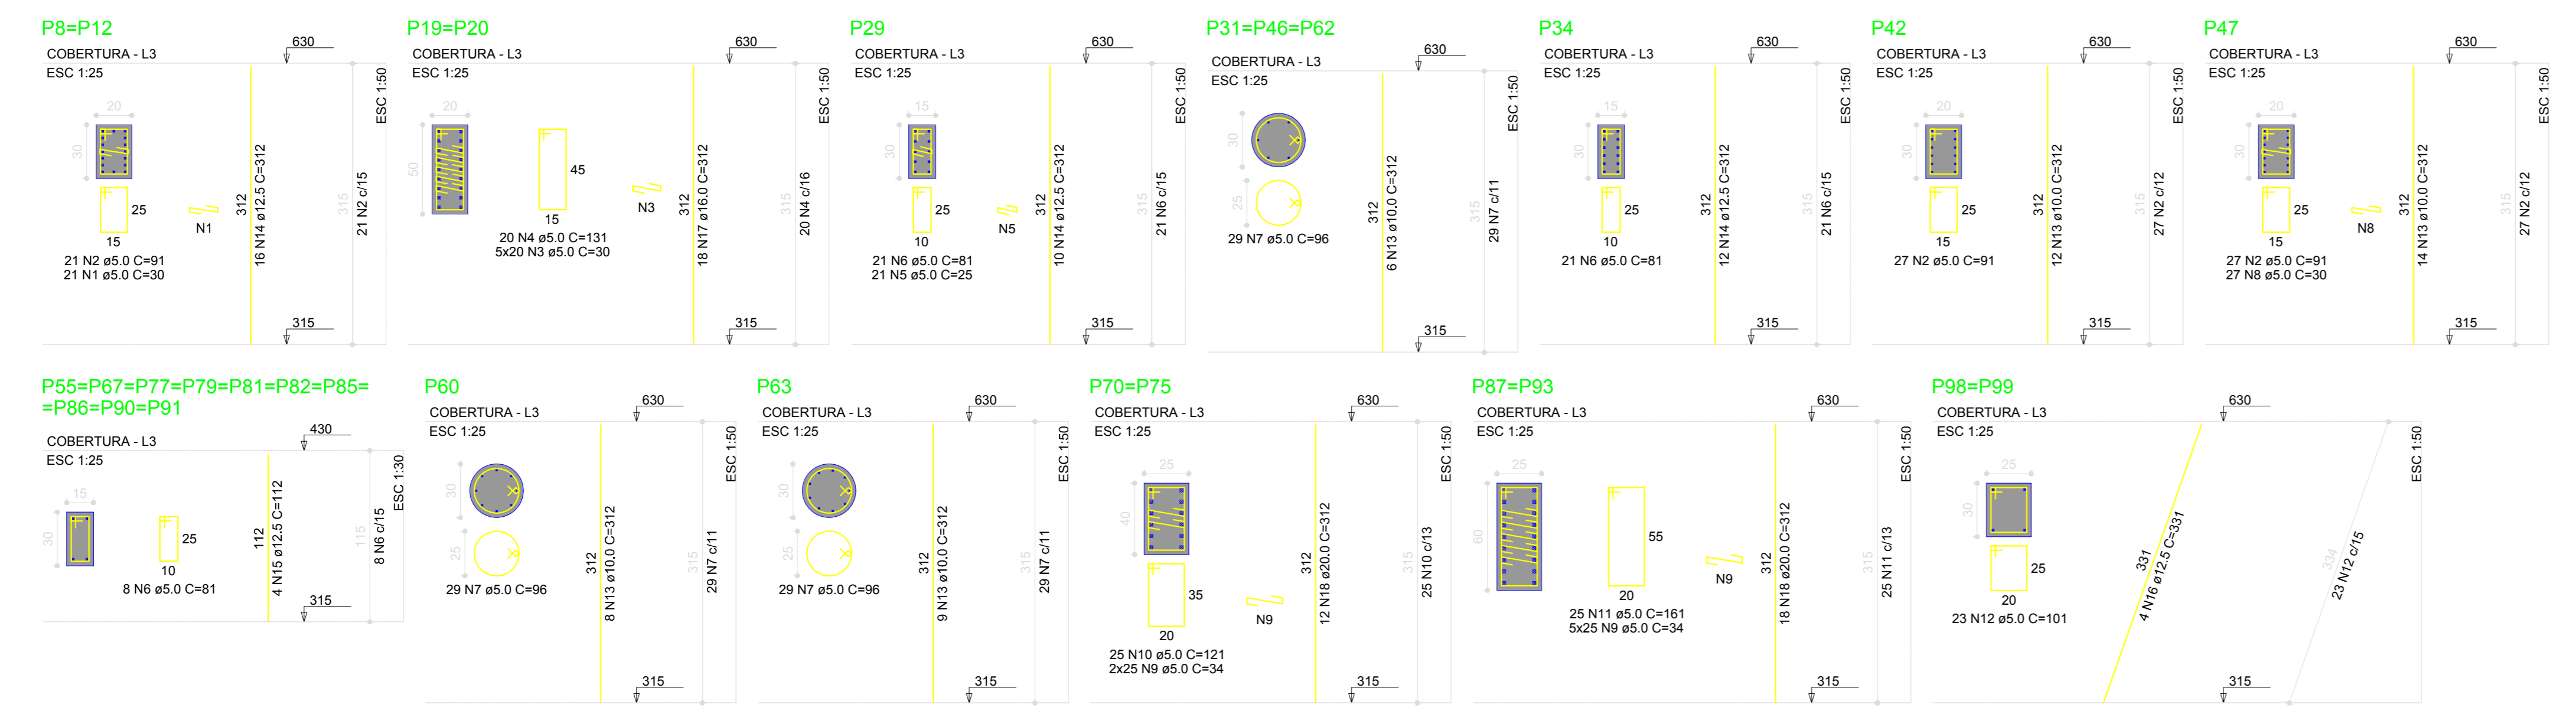 P8=P12
COBERTURA - L3
ESC 1:25
630
20
30
25
15
N1
21 N2 ø5.0 C=91
21 N1 ø5.0 C=30
312
16 N14 ø12.5 C=312
315
21 N2 c/15
ESC 1:50
315
P19=P20
COBERTURA - L3
ESC 1:25
630
20
50
45
15
N3
20 N4 ø5.0 C=131
5x20 N3 ø5.0 C=30
312
18 N17 ø16.0 C=312
315
20 N4 c/16
ESC 1:50
315
P29
COBERTURA - L3
ESC 1:25
630
15
30
25
10
N5
21 N6 ø5.0 C=81
21 N5 ø5.0 C=25
312
10 N14 ø12.5 C=312
315
21 N6 c/15
ESC 1:50
315
P31=P46=P62
COBERTURA - L3
ESC 1:25
630
30
25
29 N7 ø5.0 C=96
312
6 N13 ø10.0 C=312
315
29 N7 c/11
ESC 1:50
315
P34
COBERTURA - L3
ESC 1:25
630
15
30
25
10
21 N6 ø5.0 C=81
312
12 N14 ø12.5 C=312
315
21 N6 c/15
ESC 1:50
315
P42
COBERTURA - L3
ESC 1:25
630
20
30
25
15
27 N2 ø5.0 C=91
312
12 N13 ø10.0 C=312
315
27 N2 c/12
ESC 1:50
315
P47
COBERTURA - L3
ESC 1:25
630
20
30
25
15
N8
27 N2 ø5.0 C=91
27 N8 ø5.0 C=30
312
14 N13 ø10.0 C=312
315
27 N2 c/12
ESC 1:50
315
P55=P67=P77=P79=P81=P82=P85=
=P86=P90=P91
COBERTURA - L3
ESC 1:25
430
15
30
25
10
8 N6 ø5.0 C=81
112
4 N15 ø12.5 C=112
115
8 N6 c/15
ESC 1:30
315
P60
COBERTURA - L3
ESC 1:25
630
30
25
29 N7 ø5.0 C=96
312
8 N13 ø10.0 C=312
315
29 N7 c/11
ESC 1:50
315
P63
COBERTURA - L3
ESC 1:25
630
30
25
29 N7 ø5.0 C=96
312
9 N13 ø10.0 C=312
315
29 N7 c/11
ESC 1:50
315
P70=P75
COBERTURA - L3
ESC 1:25
630
25
40
35
20
N9
25 N10 ø5.0 C=121
2x25 N9 ø5.0 C=34
312
12 N18 ø20.0 C=312
315
25 N10 c/13
ESC 1:50
315
P87=P93
COBERTURA - L3
ESC 1:25
630
25
60
55
20
N9
25 N11 ø5.0 C=161
5x25 N9 ø5.0 C=34
312
18 N18 ø20.0 C=312
315
25 N11 c/13
ESC 1:50
315
P98=P99
COBERTURA - L3
ESC 1:25
630
25
30
25
20
23 N12 ø5.0 C=101
331
4 N16 ø12.5 C=331
334
23 N12 c/15
ESC 1:50
315